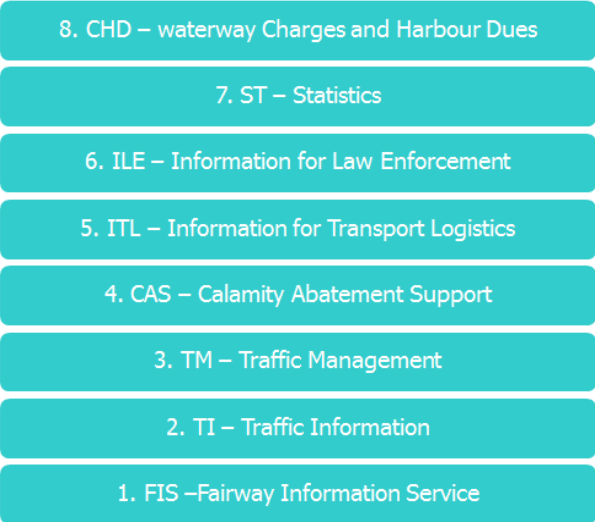 8. CHD – waterway Charges and Harbour Dues
7. ST – Statistics
6. ILE – Information for Law Enforcement
5. ITL – Information for Transport Logistics
4. CAS – Calamity Abatement Support
3. TM – Traffic Management
2. TI – Traffic Information
1. FIS –Fairway Information Service